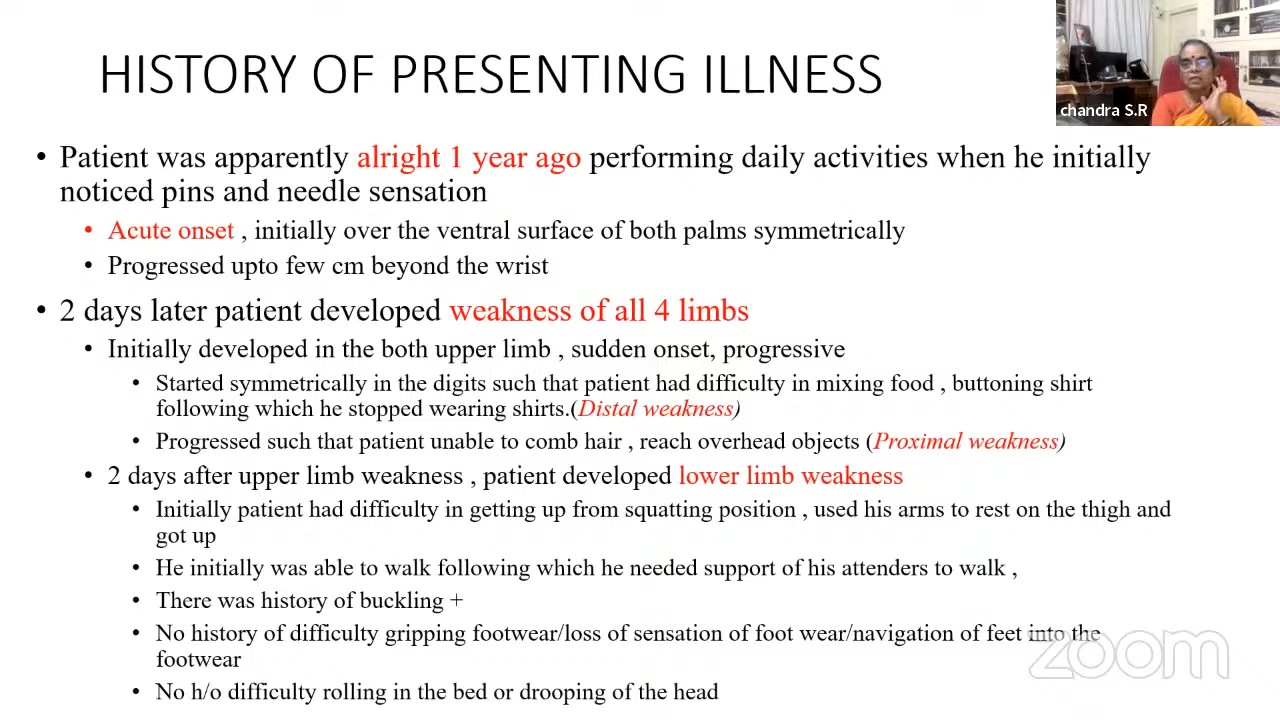 HISTORY OF PRESENTING ILLNESS
chandra S.R
• Patient was apparently alright 1 year ago performing daily activities when he initially
noticed pins and needle sensation
• Acute onset , initially over the ventral surface of both palms symmetrically
• Progressed upto few cm beyond the wrist
• 2 days later patient developed weakness of all 4 limbs
• Initially developed in the both upper limb , sudden onset, progressive
• Started symmetrically in the digits such that patient had difficulty in mixing food , buttoning shirt
following which he stopped wearing shirts.(Distal weakness)
• Progressed such that patient unable to comb hair , reach overhead objects (Proximal weakness)
• 2 days after upper limb weakness , patient developed lower limb weakness
• Initially patient had difficulty in getting up from squatting position , used his arms to rest on the thigh and
got up
• He initially was able to walk following which he needed support of his attenders to walk ,
• There was history of buckling +
• No history of difficulty gripping footwear/loss of sensation of foot wear/navigation of feet into the
footwear
• No h/o difficulty rolling in the bed or drooping of the head
zoom